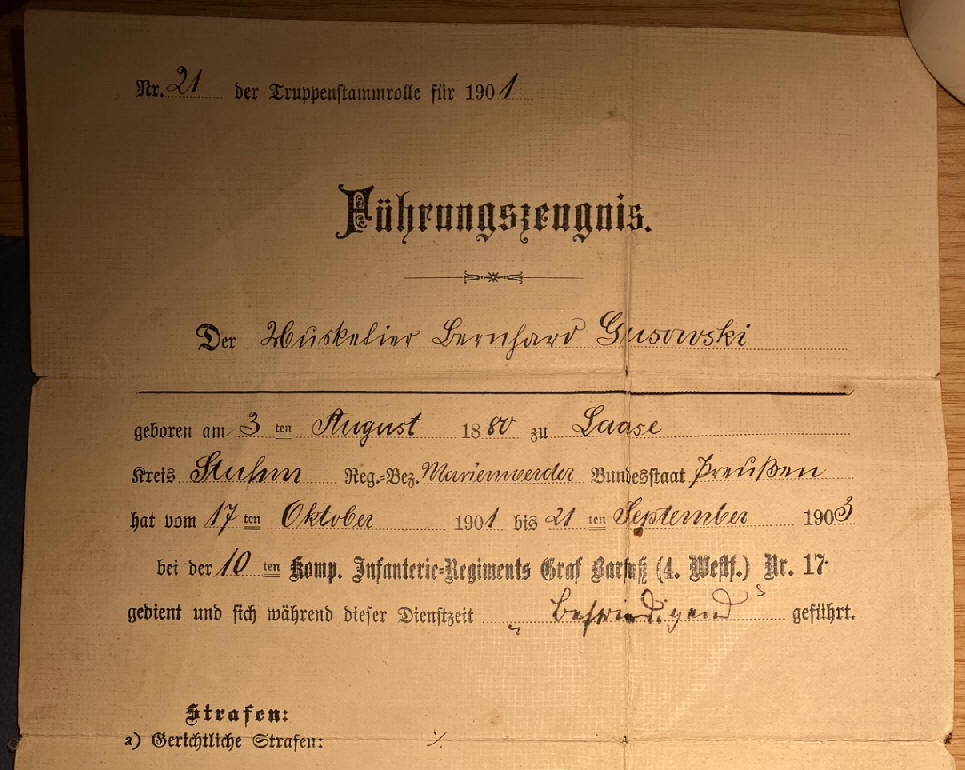 Nr. 21 der Truppenstammrolle für 1901
Führungszeugnis.
Der Muskelier Bernhard Gusowski
geboren am 3 ten August 1880 zu Laase
Kreis Stuhm Reg.-Bez. Marienwerder Bundesstaat Preußen
hat vom 17 ten Oktober 1901 bis 21 ten September 1903
bei der 10 ten Komp. Infanterie-Regiments Graf Barfuß (4. Westf.) Nr. 17.
gedient und sich während dieser Dienstzeit „Befriedigend" geführt.
Strafen:
a) Gerichtliche Strafen: ⁒